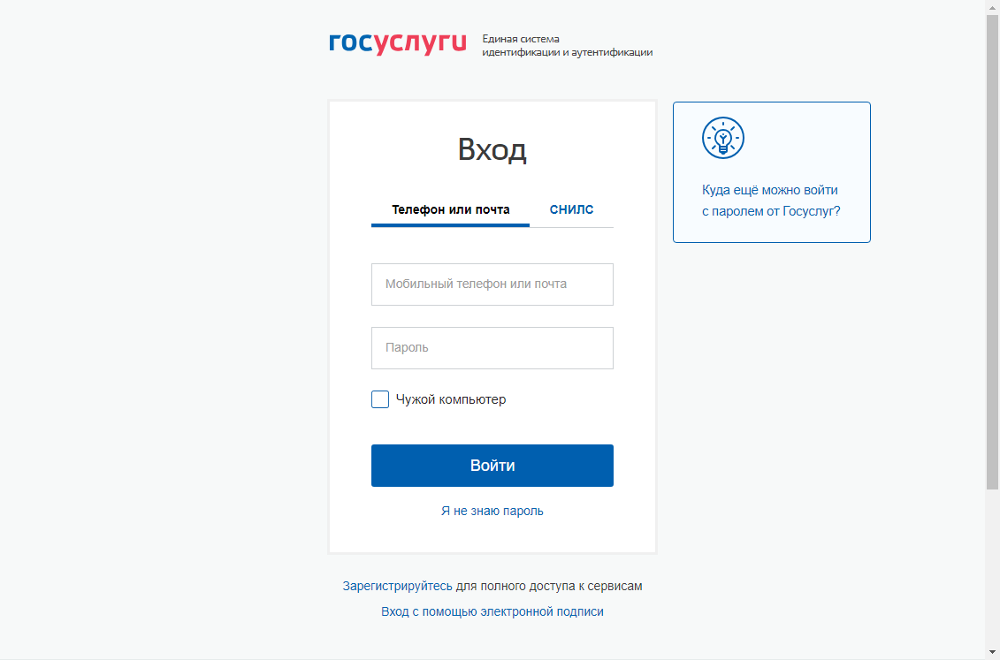 госуслуги
Единая система
идентификации и аутентификации
Вход
Телефон или почта
СНИЛС
Мобильный телефон или почта
Пароль
Чужой компьютер
Войти
Я не знаю пароль
Куда ещё можно войти
с паролем от Госуслуг?
Зарегистрируйтесь для полного доступа к сервисам
Вход с помощью электронной подписи